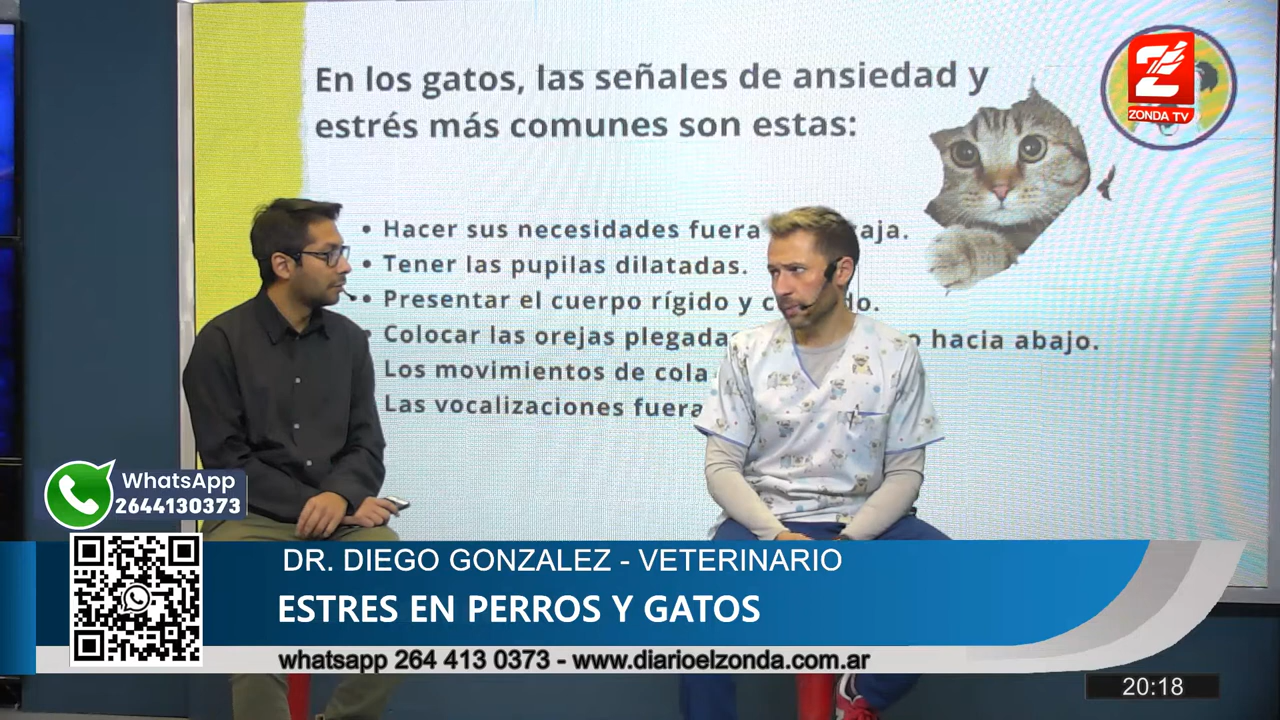 En los gatos, las señales de ansiedad y
estrés más comunes son estas:
ZONDA TV
• Hacer sus necesidades fuera aja.
• Tener las pupilas dilatadas.
• Presentar el cuerpo rígido y do.
• Colocar las orejas plegadas hacia abajo.
Los movimientos de cola
Las vocalizaciones fuera
WhatsApp
2644130373
DR. DIEGO GONZALEZ - VETERINARIO
ESTRES EN PERROS Y GATOS
whatsapp 264 413 0373 - www.diarioelzonda.com.ar
20:18